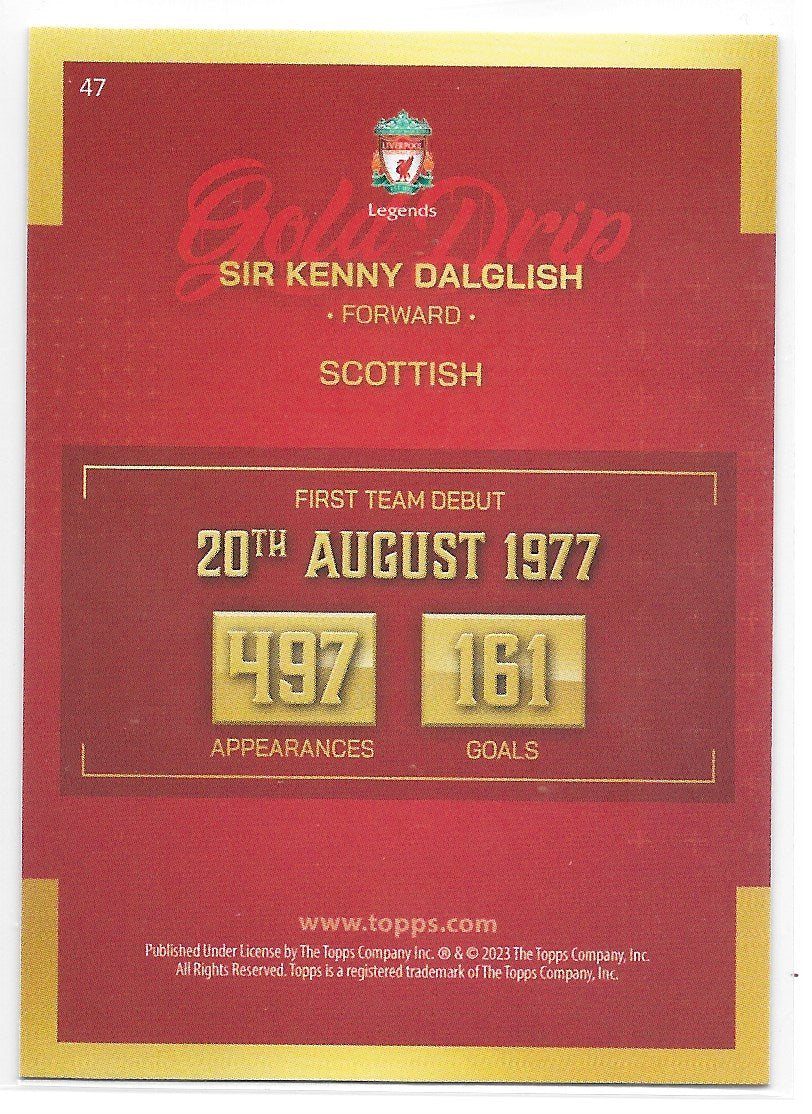 47
LIVERPOOL
Legends
Gold Drip
SIR KENNY DALGLISH
• FORWARD •
SCOTTISH
FIRST TEAM DEBUT
20TH AUGUST 1977
497 161
APPEARANCES GOALS
www.topps.com
Published Under License by The Topps Company Inc. ® & © 2023 The Topps Company, Inc.
All Rights Reserved. Topps is a registered trademark of The Topps Company, Inc.